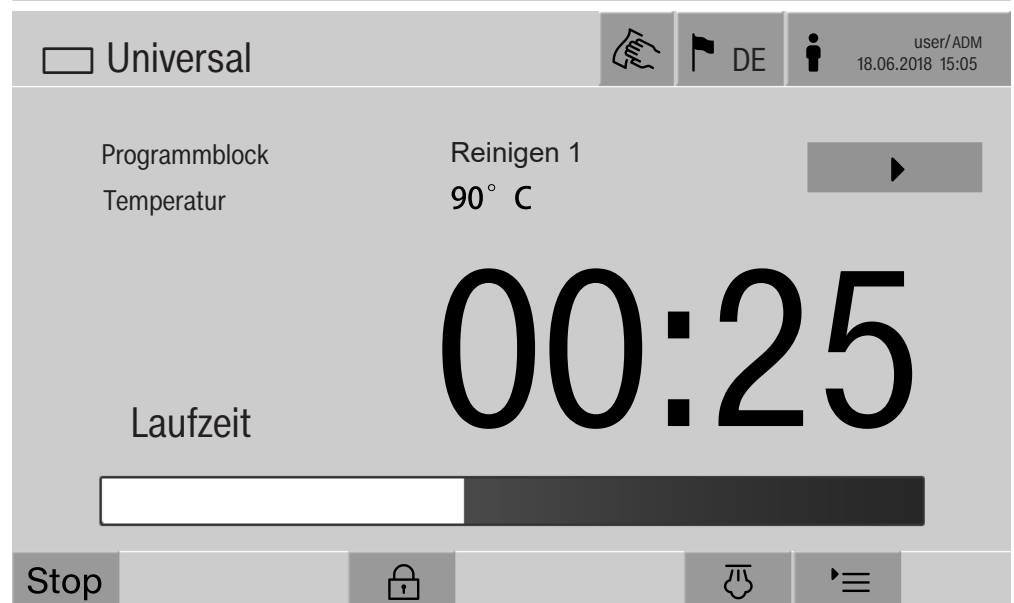 Universal
DE
user/ADM
18.06.2018 15:05
Programmblock Reinigen 1
Temperatur 90° C
00:25
Laufzeit
Stop